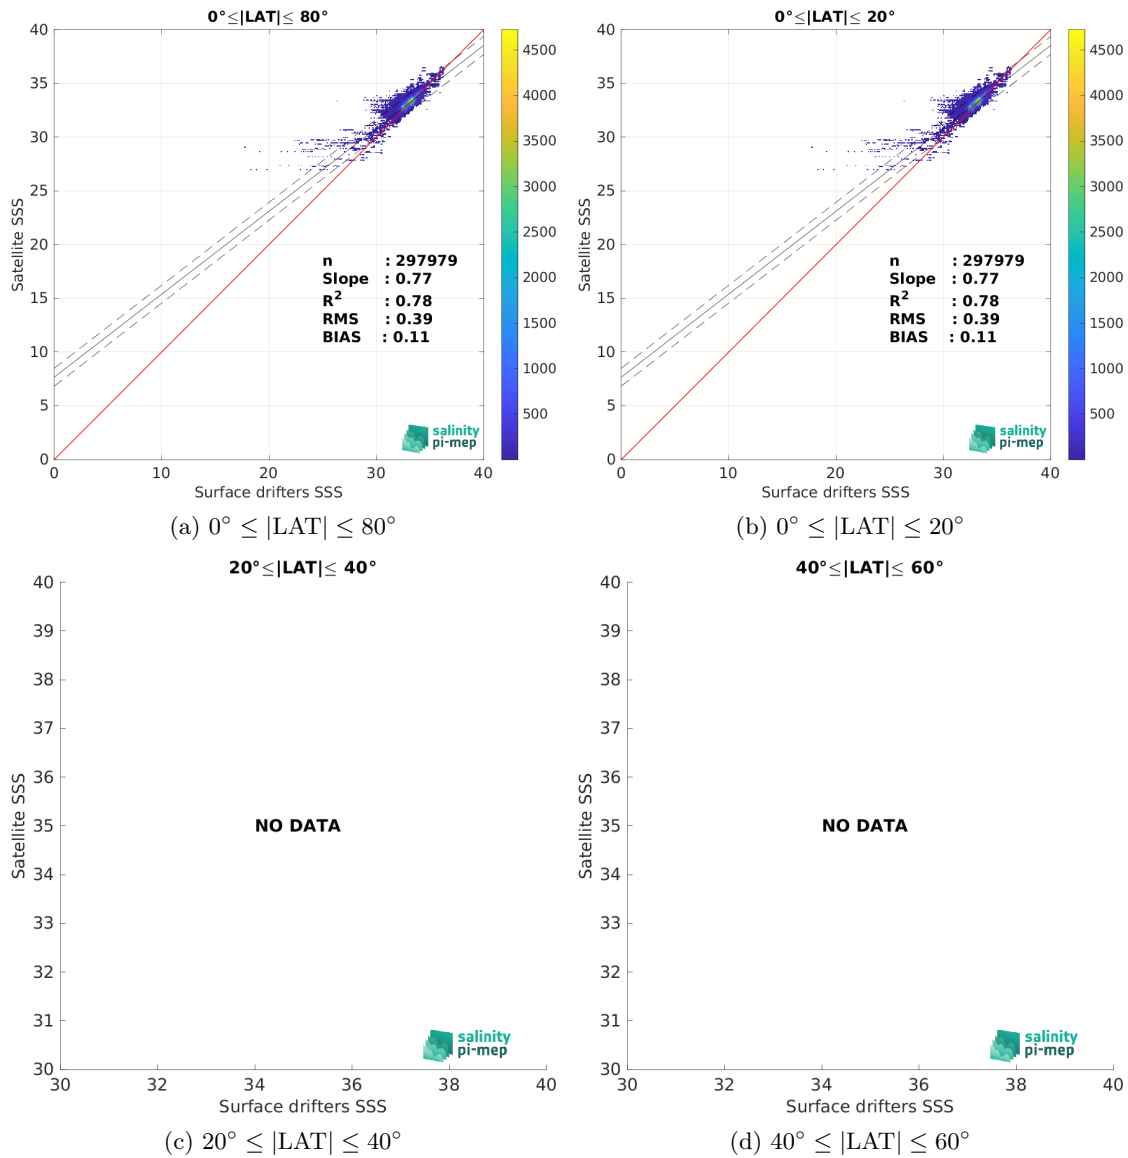 0°≤|LAT|≤ 80°
40
35
30
25
20
15
10
5
0
0
10
20
30
40
Satellite SSS
Surface drifters SSS
n : 297979
Slope : 0.77
R² : 0.78
RMS : 0.39
BIAS : 0.11
4500
4000
3500
3000
2500
2000
1500
1000
500
salinity
pi-mep
(a) 0° ≤ |LAT| ≤ 80°
0°≤|LAT|≤ 20°
40
35
30
25
20
15
10
5
0
0
10
20
30
40
Satellite SSS
Surface drifters SSS
n : 297979
Slope : 0.77
R² : 0.78
RMS : 0.39
BIAS : 0.11
4500
4000
3500
3000
2500
2000
1500
1000
500
salinity
pi-mep
(b) 0° ≤ |LAT| ≤ 20°
20°≤|LAT|≤ 40°
40
39
38
37
36
35
34
33
32
31
30
30
32
34
36
38
40
Satellite SSS
Surface drifters SSS
NO DATA
salinity
pi-mep
(c) 20° ≤ |LAT| ≤ 40°
40°≤|LAT|≤ 60°
40
39
38
37
36
35
34
33
32
31
30
30
32
34
36
38
40
Satellite SSS
Surface drifters SSS
NO DATA
salinity
pi-mep
(d) 40° ≤ |LAT| ≤ 60°